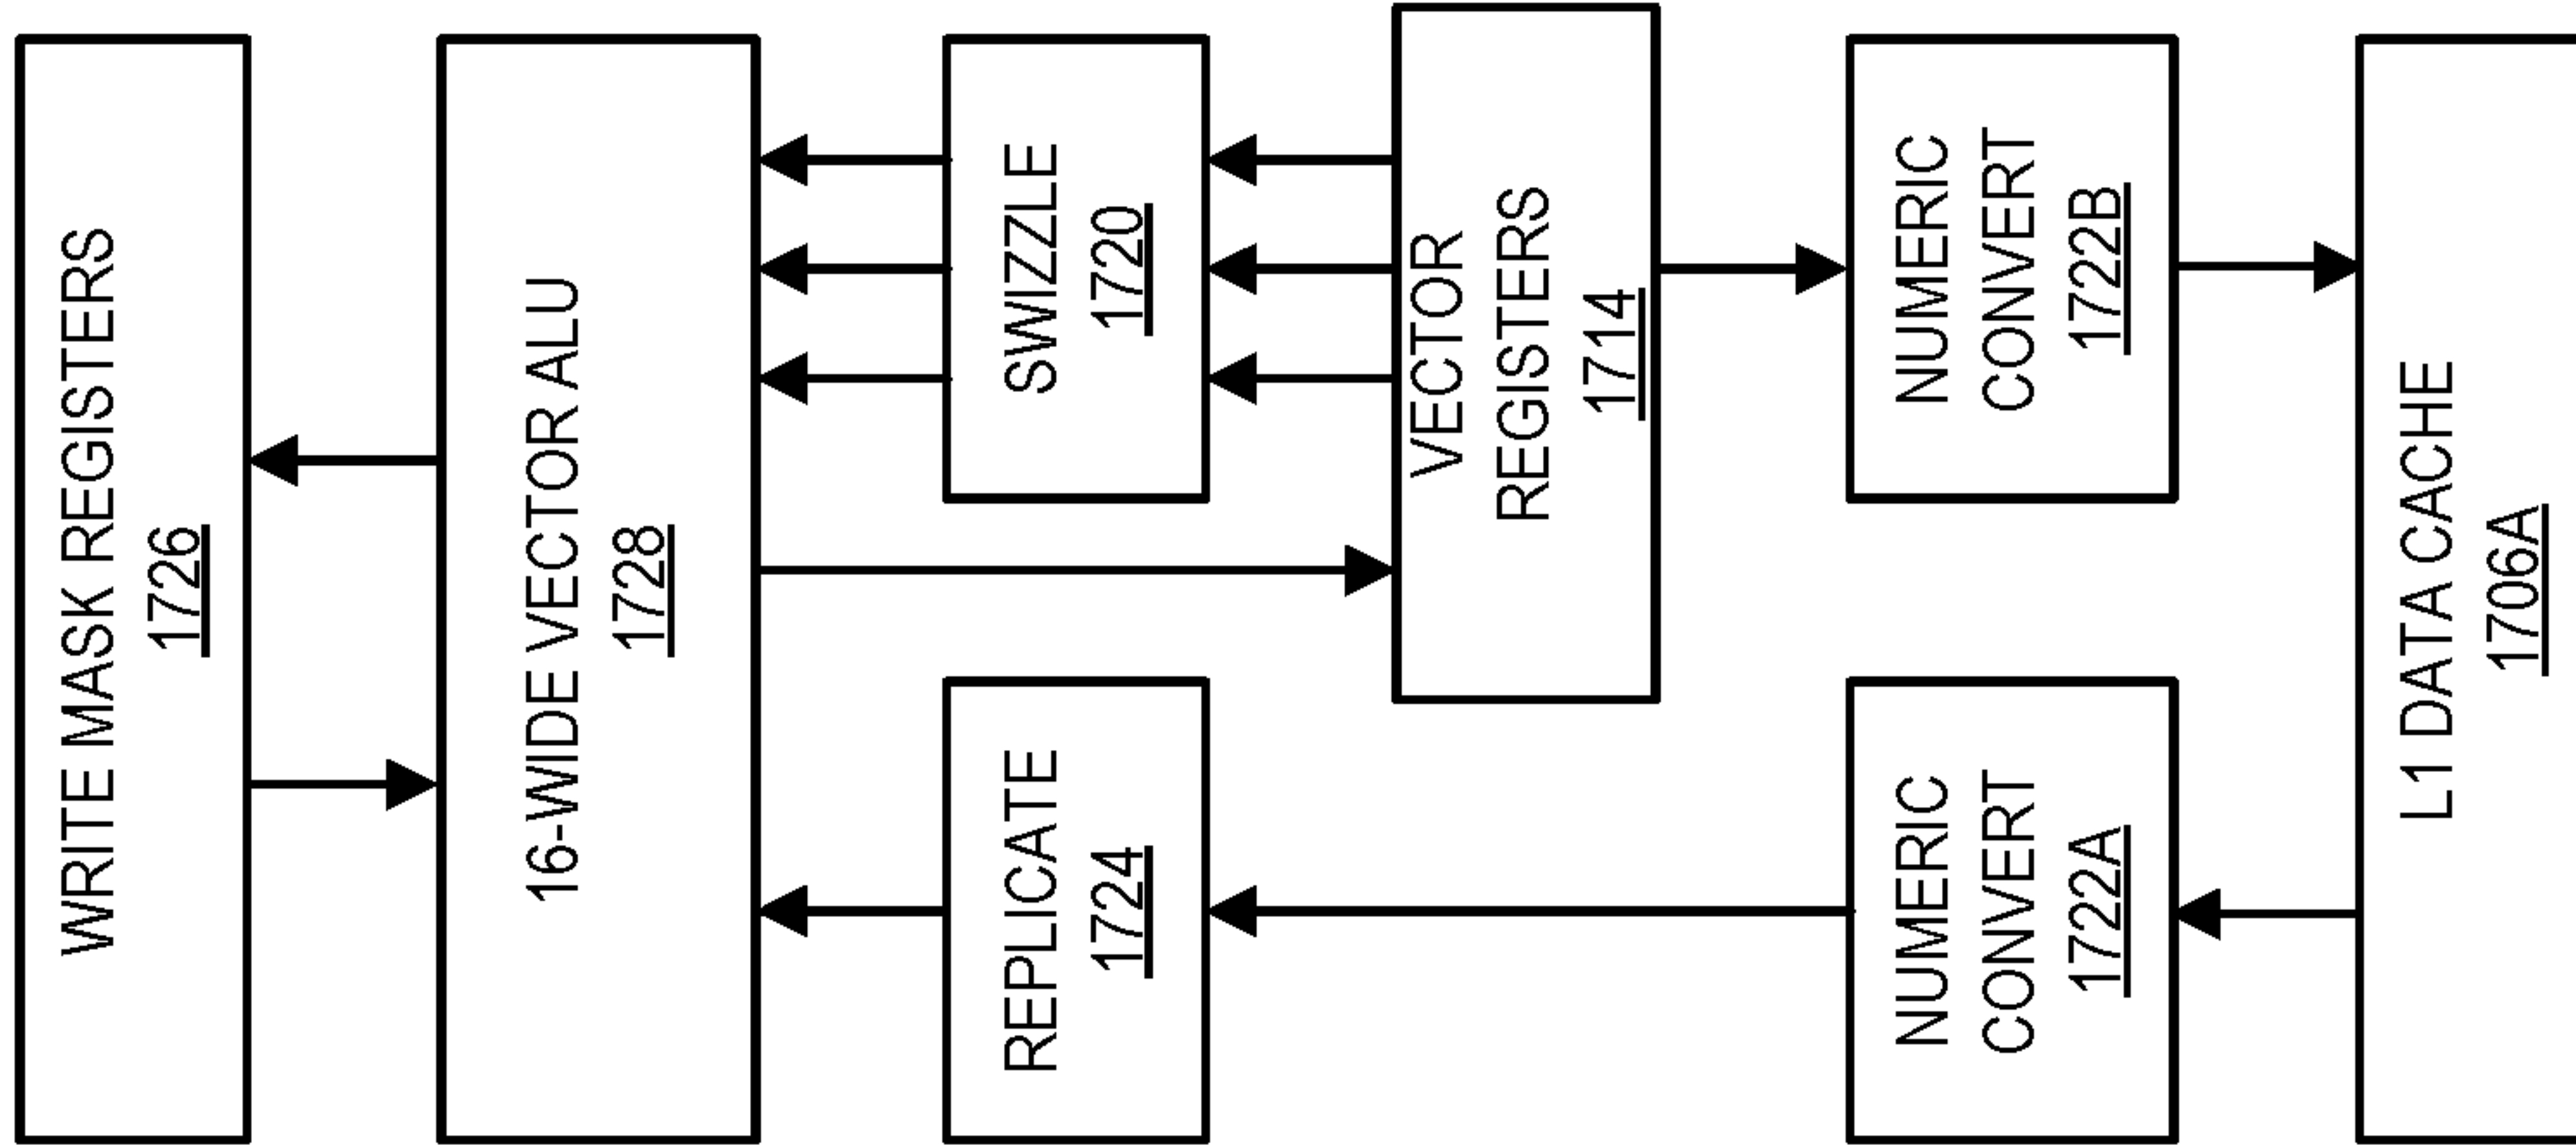 WRITE MASK REGISTERS
1726
16-WIDE VECTOR ALU
1728
REPLICATE
1724
SWIZZLE
1720
VECTOR
REGISTERS
1714
NUMERIC
CONVERT
1722A
NUMERIC
CONVERT
1722B
L1 DATA CACHE
1706A